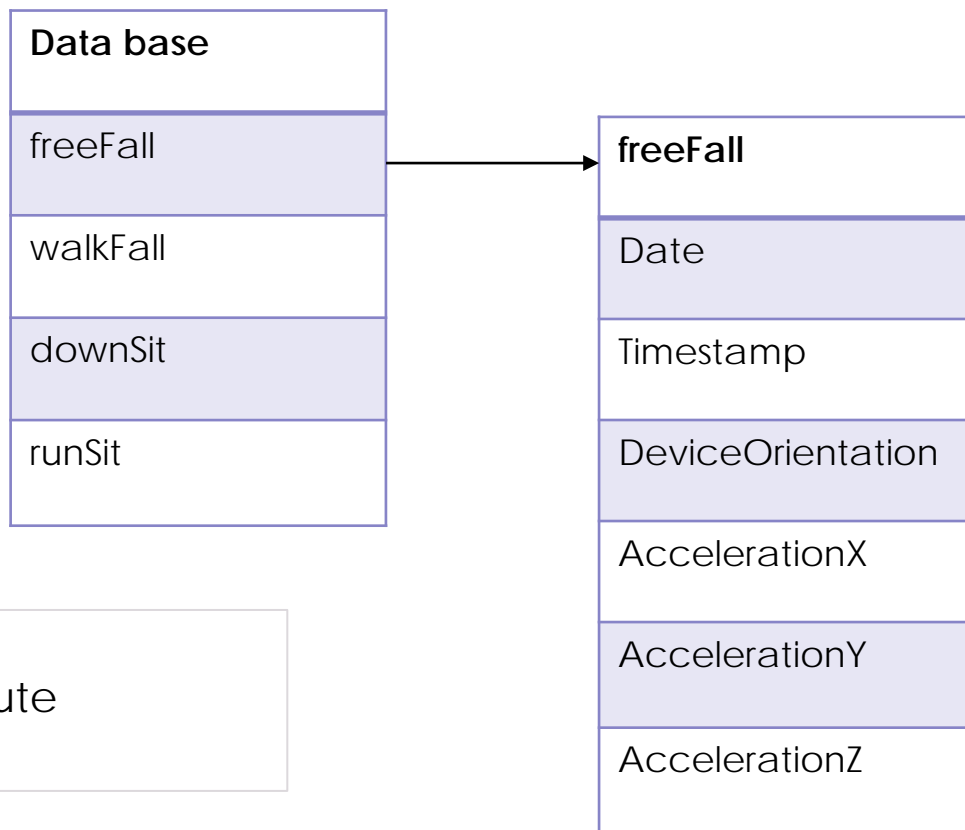 Data base
freeFall
walkFall
downSit
runSit
freeFall
Date
Timestamp
DeviceOrientation
AccelerationX
AccelerationY
AccelerationZ